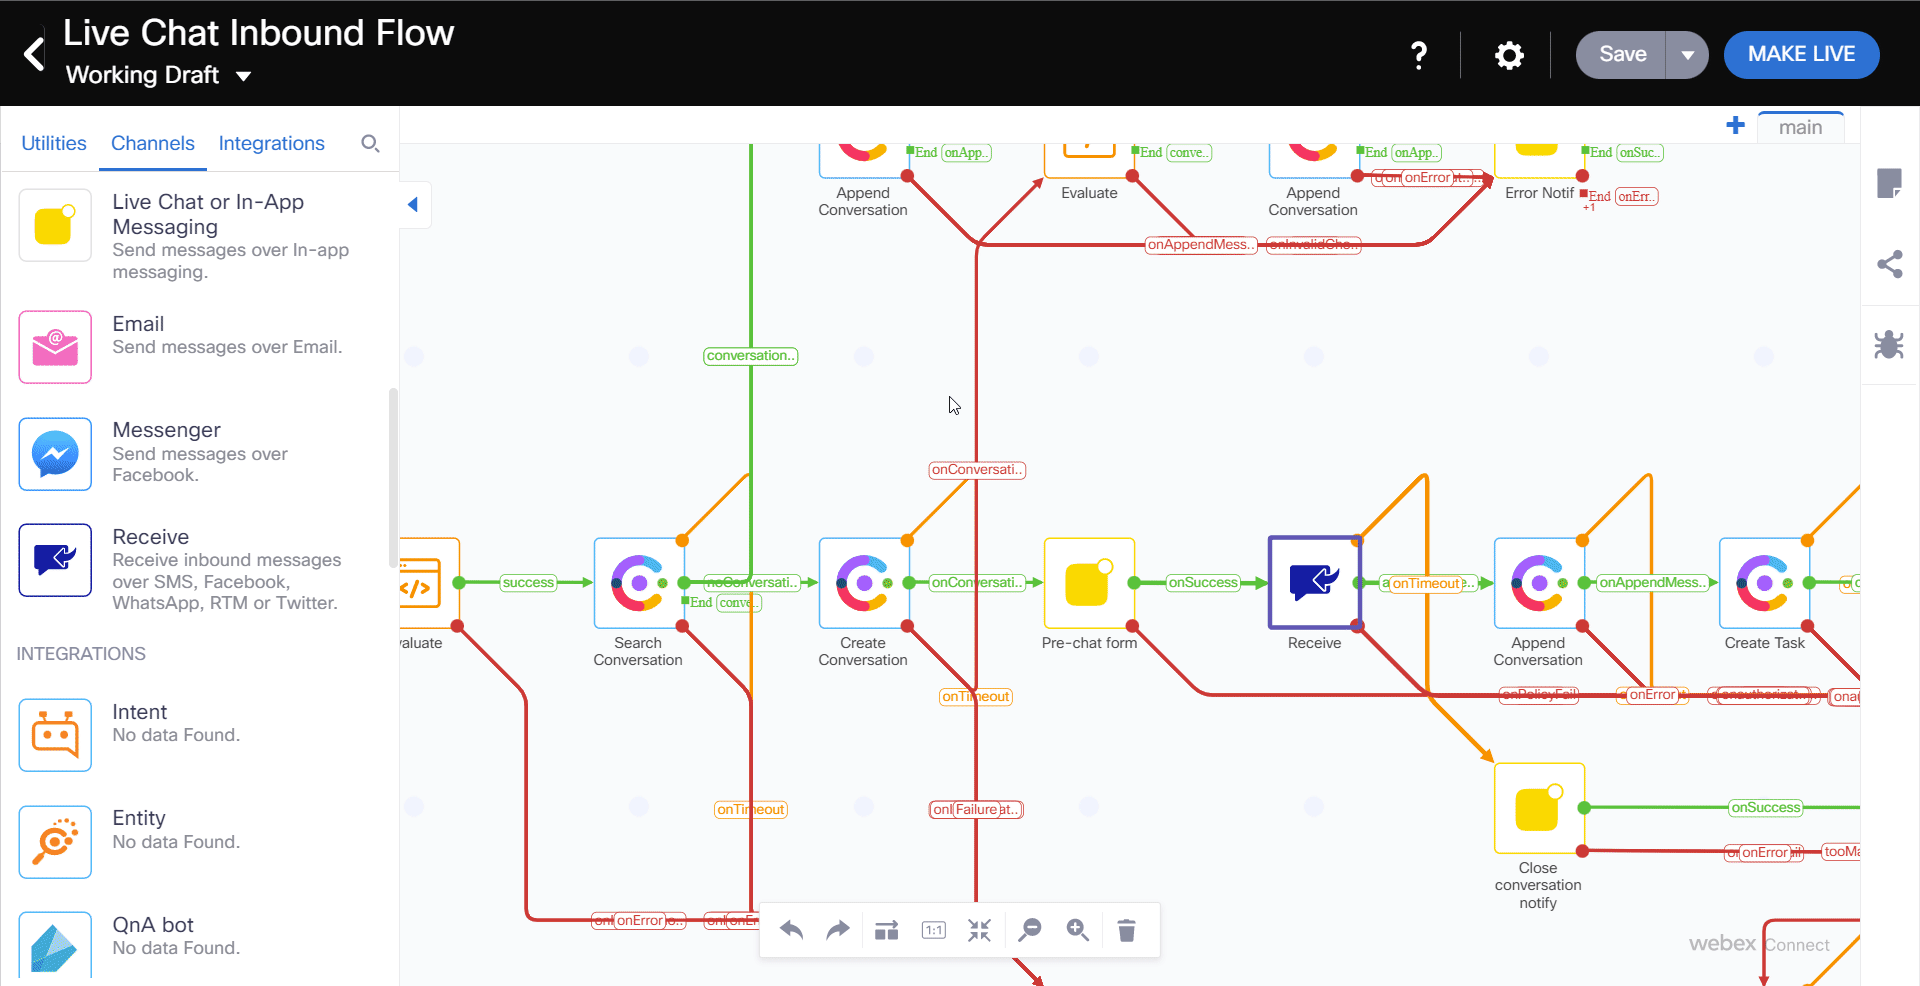 Live Chat Inbound Flow
Working Draft
?
Save
MAKE LIVE
Utilities
Channels
Integrations
main
Live Chat or In-App
Messaging
Send messages over In-app
messaging.
Email
Send messages over Email.
Messenger
Send messages over
Facebook.
Receive
Receive inbound messages
over SMS, Facebook,
WhatsApp, RTM or Twitter.
INTEGRATIONS
Intent
No data Found.
Entity
No data Found.
QnA bot
No data Found.
End onApp..
End conve..
End onApp..
End onSuc..
Append
Conversation
Evaluate
Append
Conversation
onError
Error Notif
End onErr..
+1
onAppendMess..
onInvalidCho..
conversation..
onConversati..
success
noConversati..
End conve..
onConversati..
onSuccess
onTimeout
onAppendMess..
valuate
Search
Conversation
Create
Conversation
Pre-chat form
Receive
Append
Conversation
Create Task
onTimeout
onPolicyFail
onError
onauthorizat..
onau
onTimeout
onFailure
onSuccess
onError
tooMa
Close
conversation
notify
onError
1:1
webex Connect